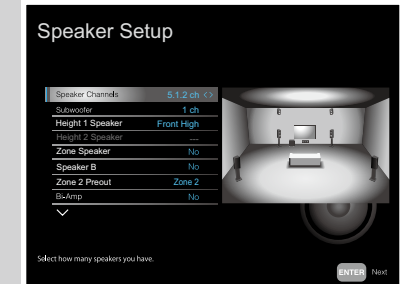 Speaker Setup
Speaker Channels 5.1.2 ch < >
Subwoofer 1 ch
Height 1 Speaker Front High
Height 2 Speaker ---
Zone Speaker No
Speaker B No
Zone 2 Preout Zone 2
Bi-Amp No
Select how many speakers you have.
ENTER Next